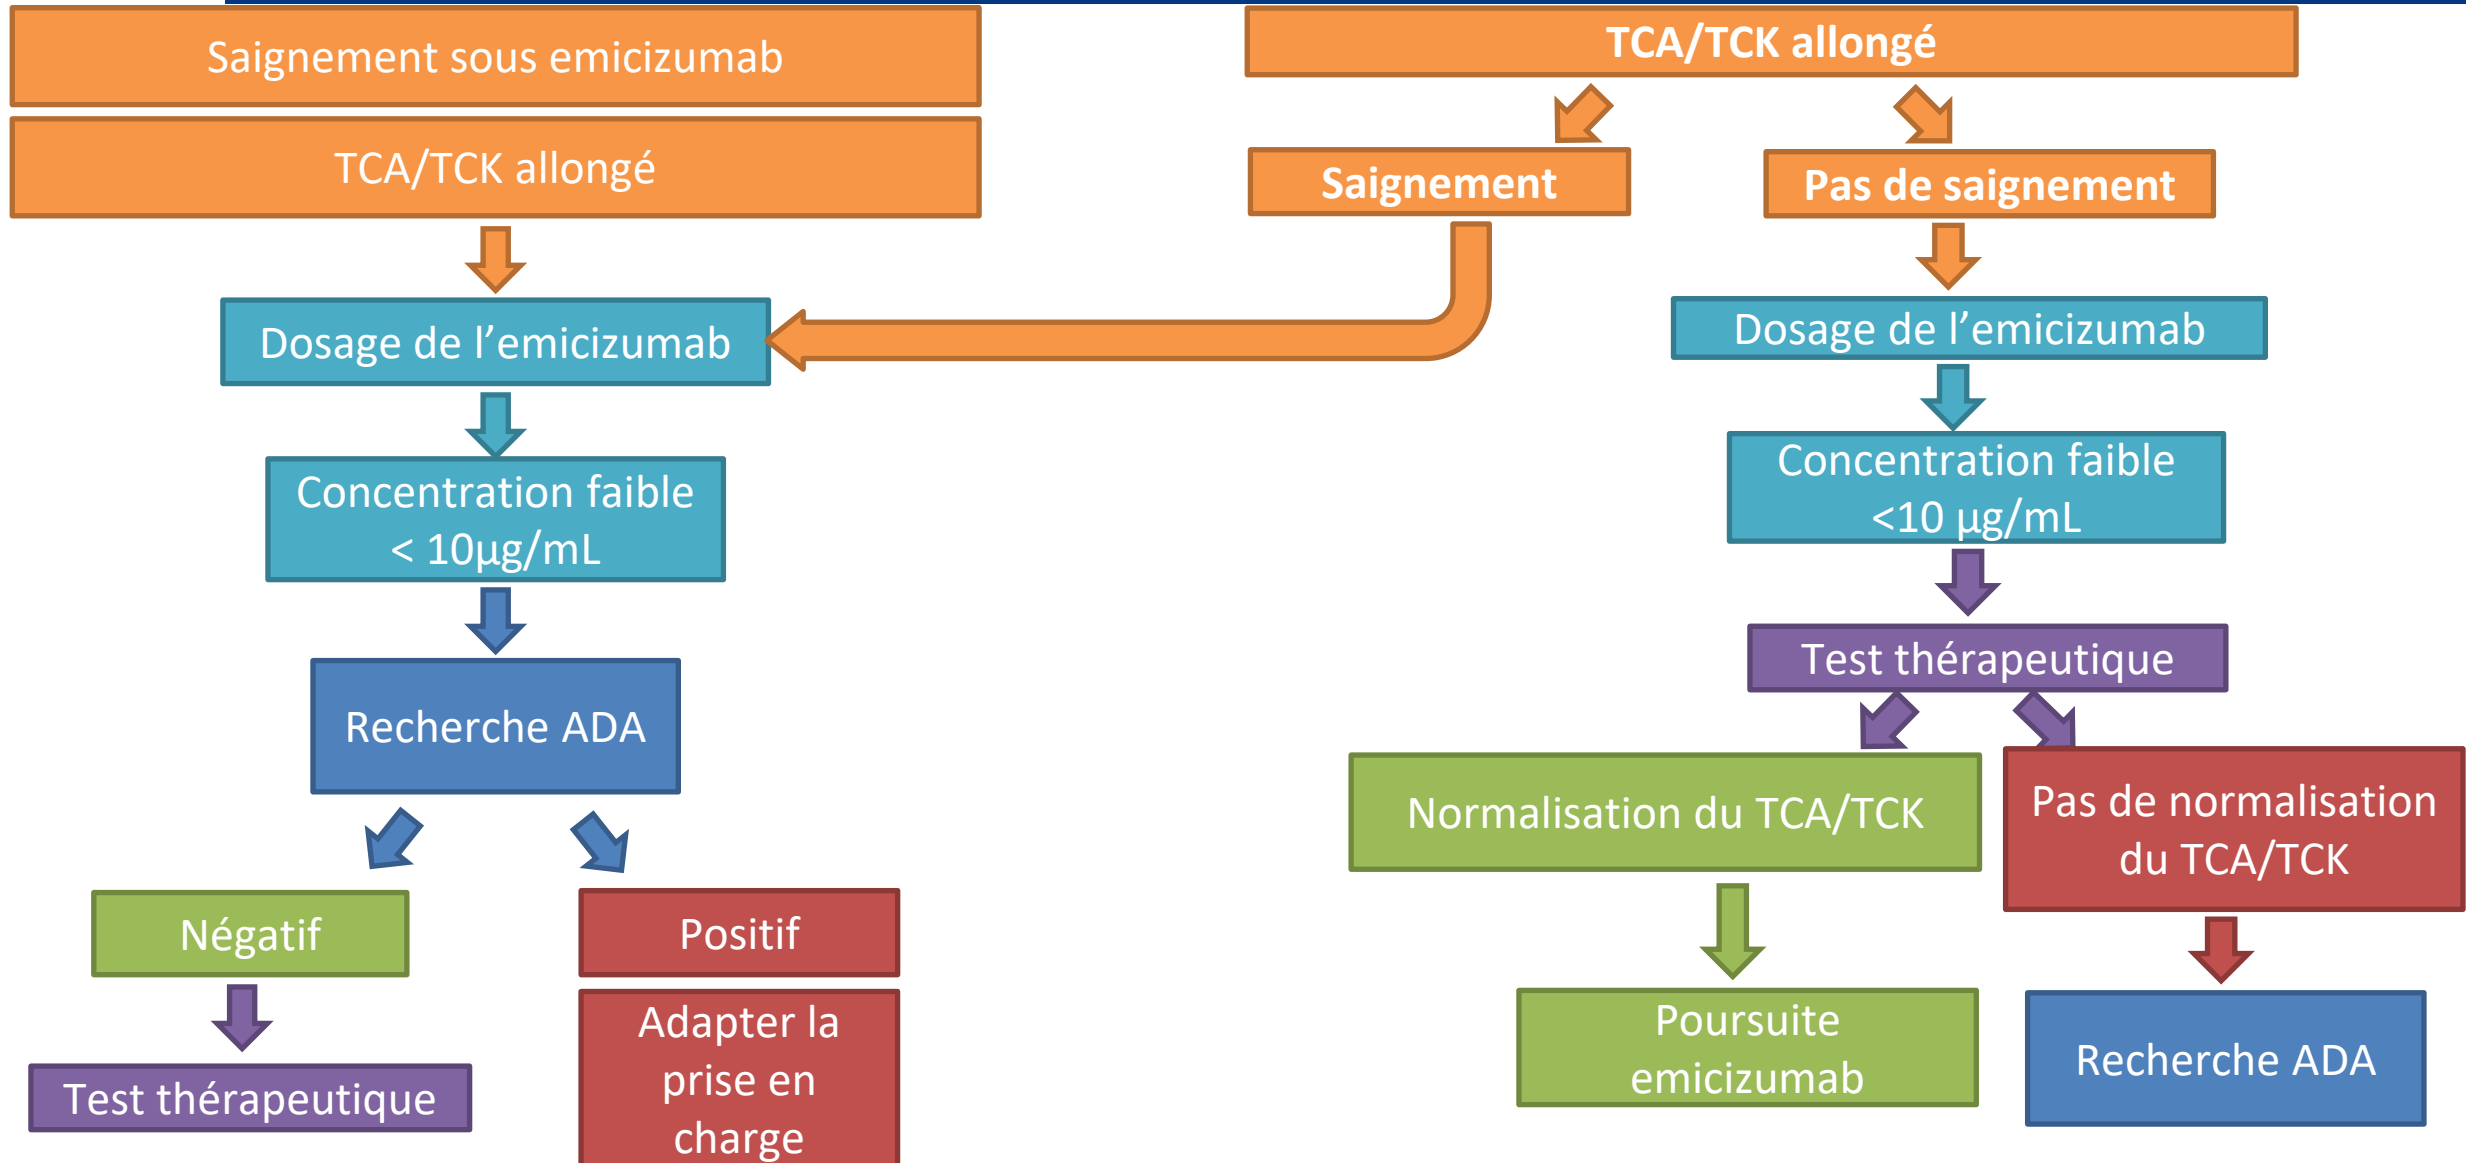 Saignement sous emicizumab
TCA/TCK allongé
Dosage de l’emicizumab
Concentration faible
< 10µg/mL
Recherche ADA
Négatif
Positif
Test thérapeutique
Adapter la
prise en
charge
TCA/TCK allongé
Saignement
Pas de saignement
Dosage de l’emicizumab
Concentration faible
<10 µg/mL
Test thérapeutique
Normalisation du TCA/TCK
Pas de normalisation
du TCA/TCK
Poursuite
emicizumab
Recherche ADA